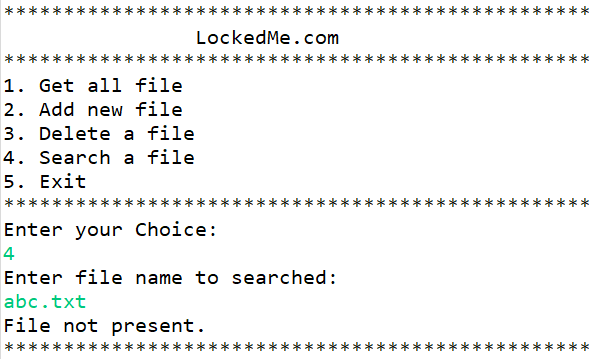 *************************************************
LockedMe.com
*************************************************
1. Get all file
2. Add new file
3. Delete a file
4. Search a file
5. Exit
*************************************************
Enter your Choice:
4
Enter file name to searched:
abc.txt
File not present.
*************************************************